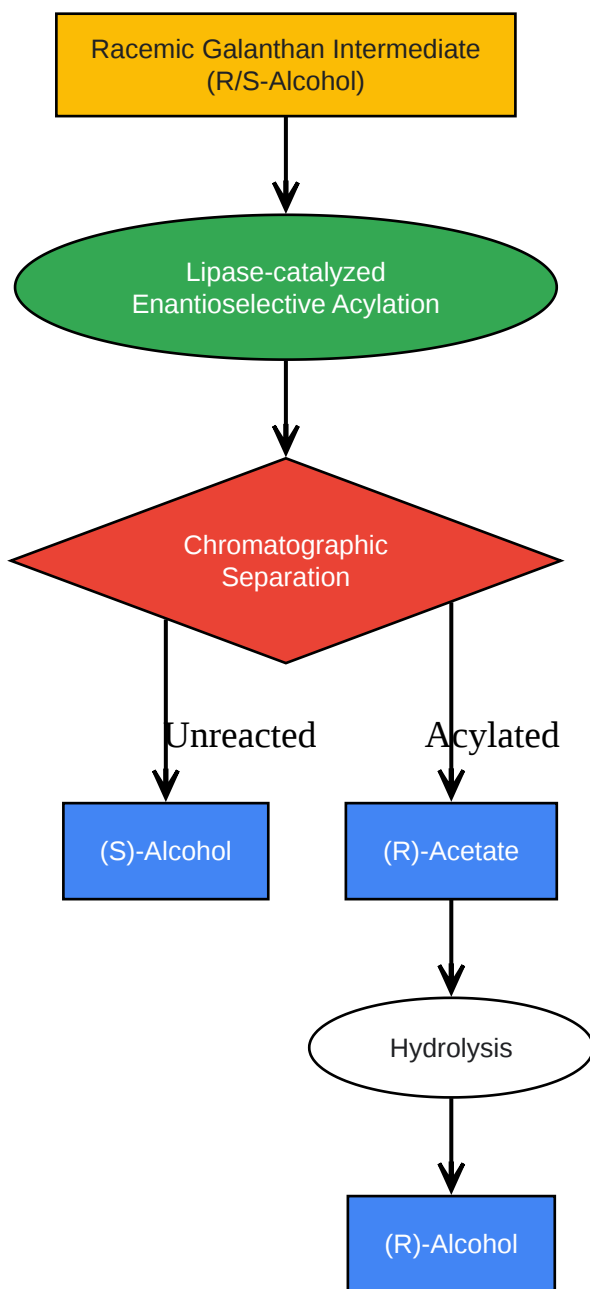 Racemic Galanthan Intermediate
(R/S-Alcohol)
Lipase-catalyzed
Enantioselective Acylation
Chromatographic
Separation
Unreacted
Acylated
(S)-Alcohol
(R)-Acetate
Hydrolysis
(R)-Alcohol